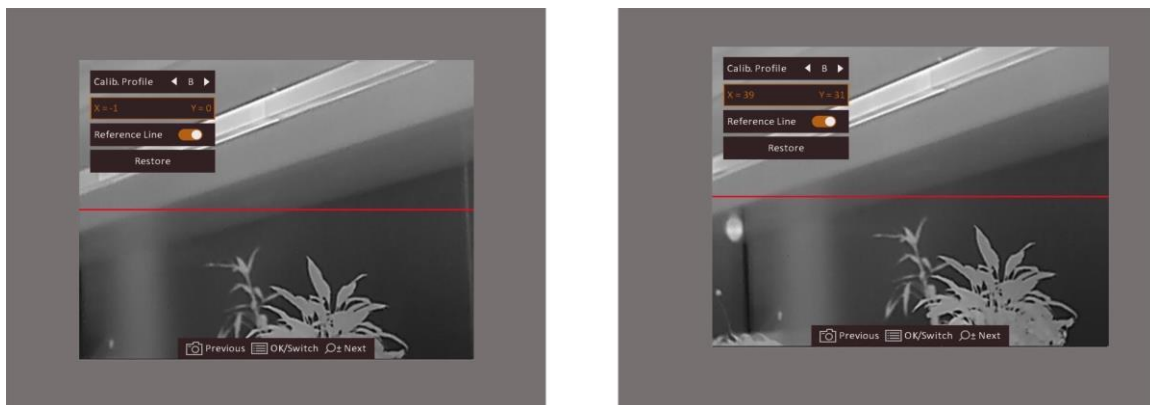 Calib. Profile ◀ B ▶
X = -1 Y = 0
Reference Line
Restore
Previous OK/Switch ± Next
Calib. Profile ◀ B ▶
X = 39 Y = 31
Reference Line
Restore
Previous OK/Switch ± Next